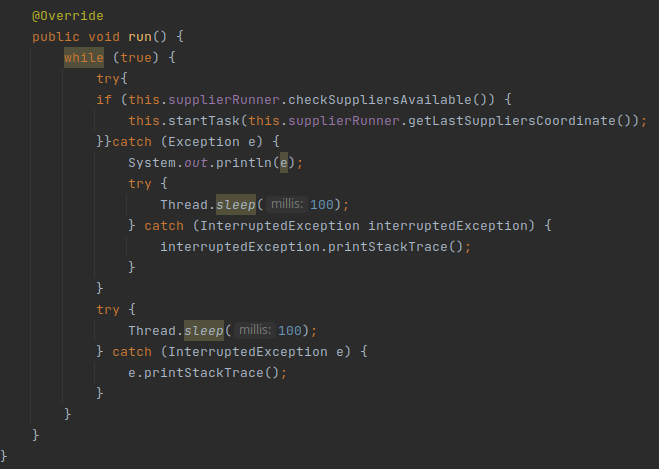 @Override
public void run() {
while (true) {
try{
if (this.supplierRunner.checkSuppliersAvailable()) {
this.startTask(this.supplierRunner.getLastSuppliersCoordinate());
}}catch (Exception e) {
System.out.println(e);
try {
Thread.sleep( millis: 100);
} catch (InterruptedException interruptedException) {
interruptedException.printStackTrace();
}
}
try {
Thread.sleep( millis: 100);
} catch (InterruptedException e) {
e.printStackTrace();
}
}
}
}